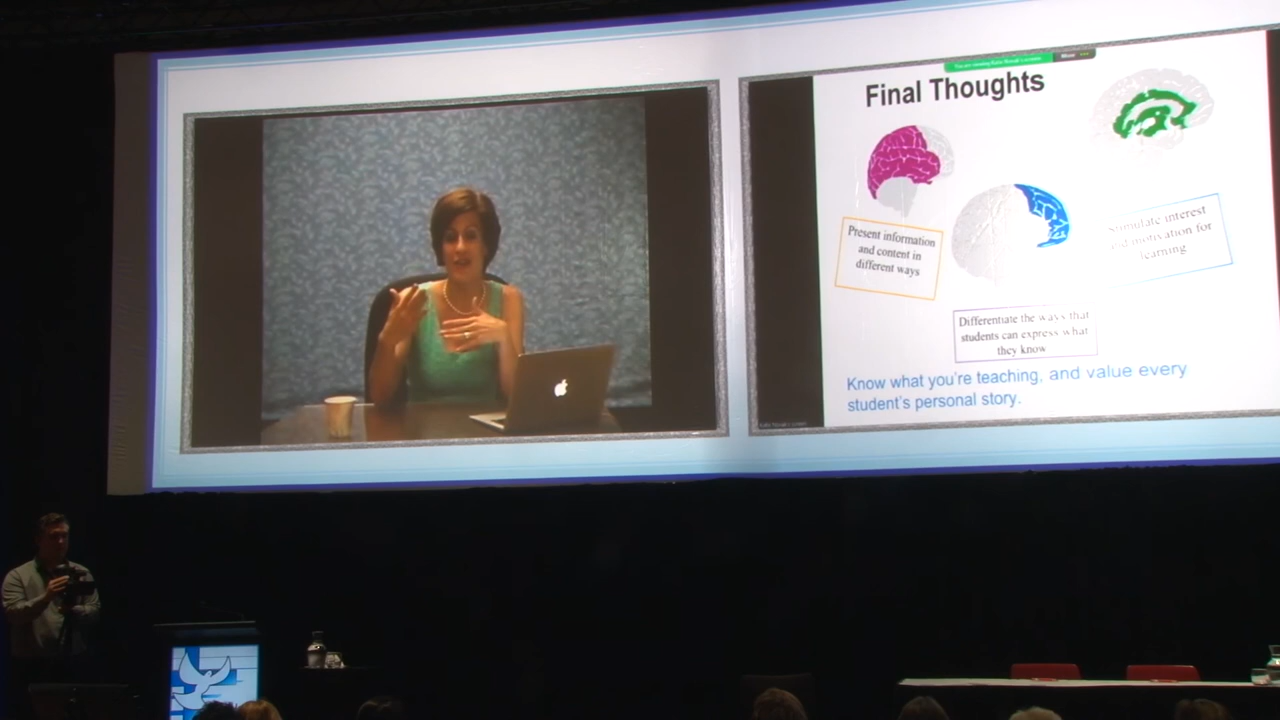 Final Thoughts
Present information
and content in
different ways
Stimulate interest
and motivation for
learning
Differentiate the ways that
students can express what
they know
Know what you're teaching, and value every
student's personal story.